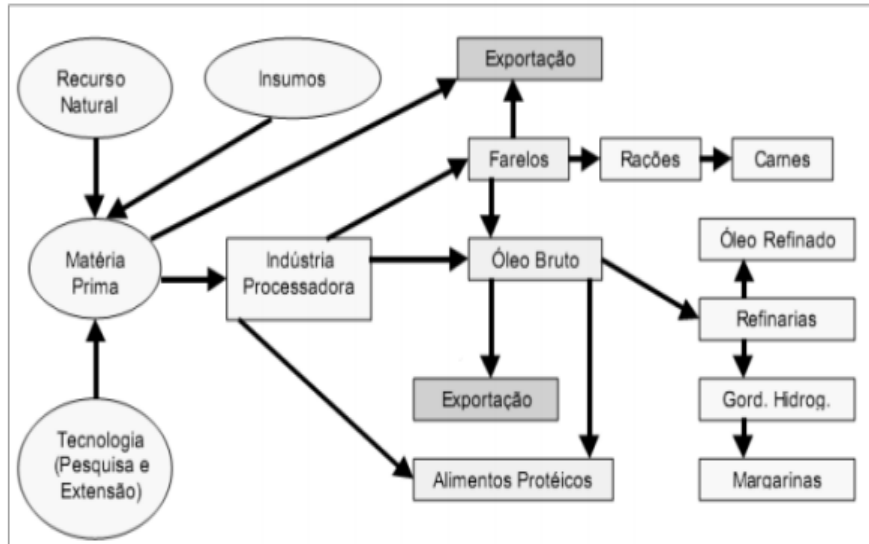 Recurso
Natural
Insumos
Exportação
Farelos
Rações
Carnes
Matéria
Prima
Indústria
Processadora
Óleo Bruto
Óleo Refinado
Refinarias
Exportação
Gord. Hidrog.
Tecnologia
(Pesquisa e
Extensão)
Alimentos Protéicos
Margarinas